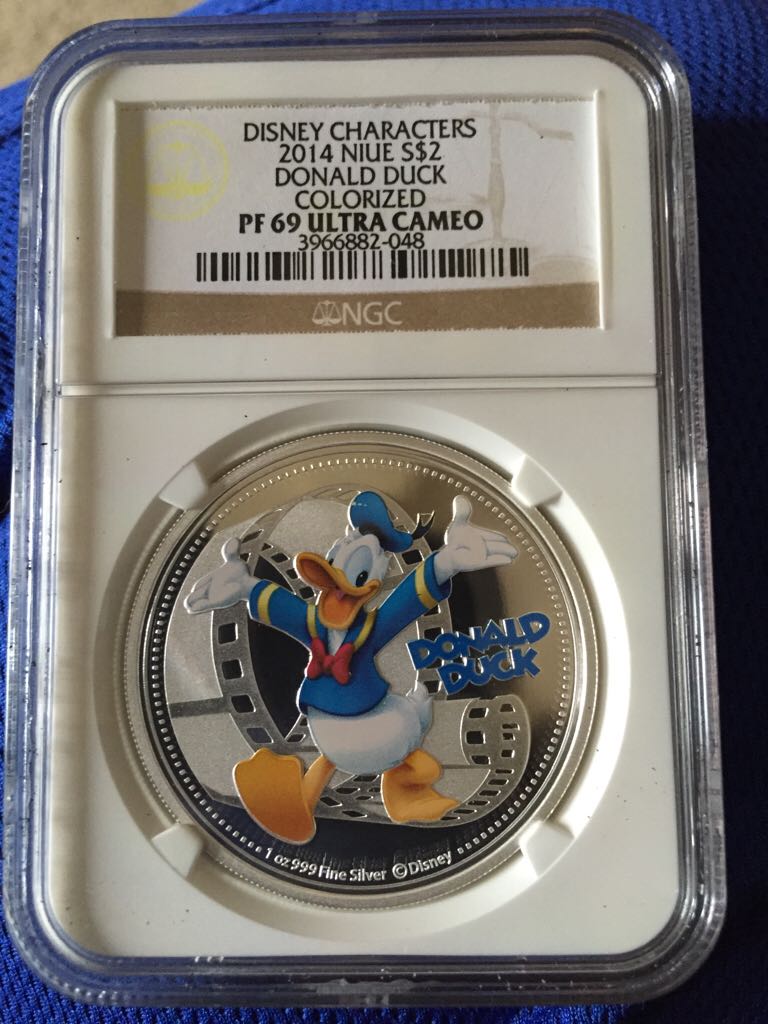 DISNEY CHARACTERS
2014 NIUE S$2
DONALD DUCK
COLORIZED
PF 69 ULTRA CAMEO
3966882-048
NGC
DONALD
DUCK
1 oz 999 Fine Silver ©Disney